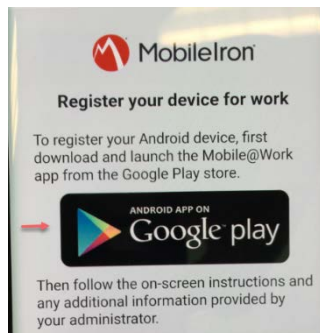 MobileIron
Register your device for work
To register your Android device, first
download and launch the Mobile@Work
app from the Google Play store.
ANDROID APP ON
Google play
Then follow the on-screen instructions and
any additional information provided by
your administrator.